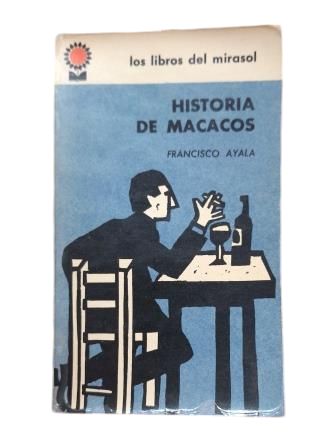 los libros del mirasol
HISTORIA
DE MACACOS
FRANCISCO AYALA